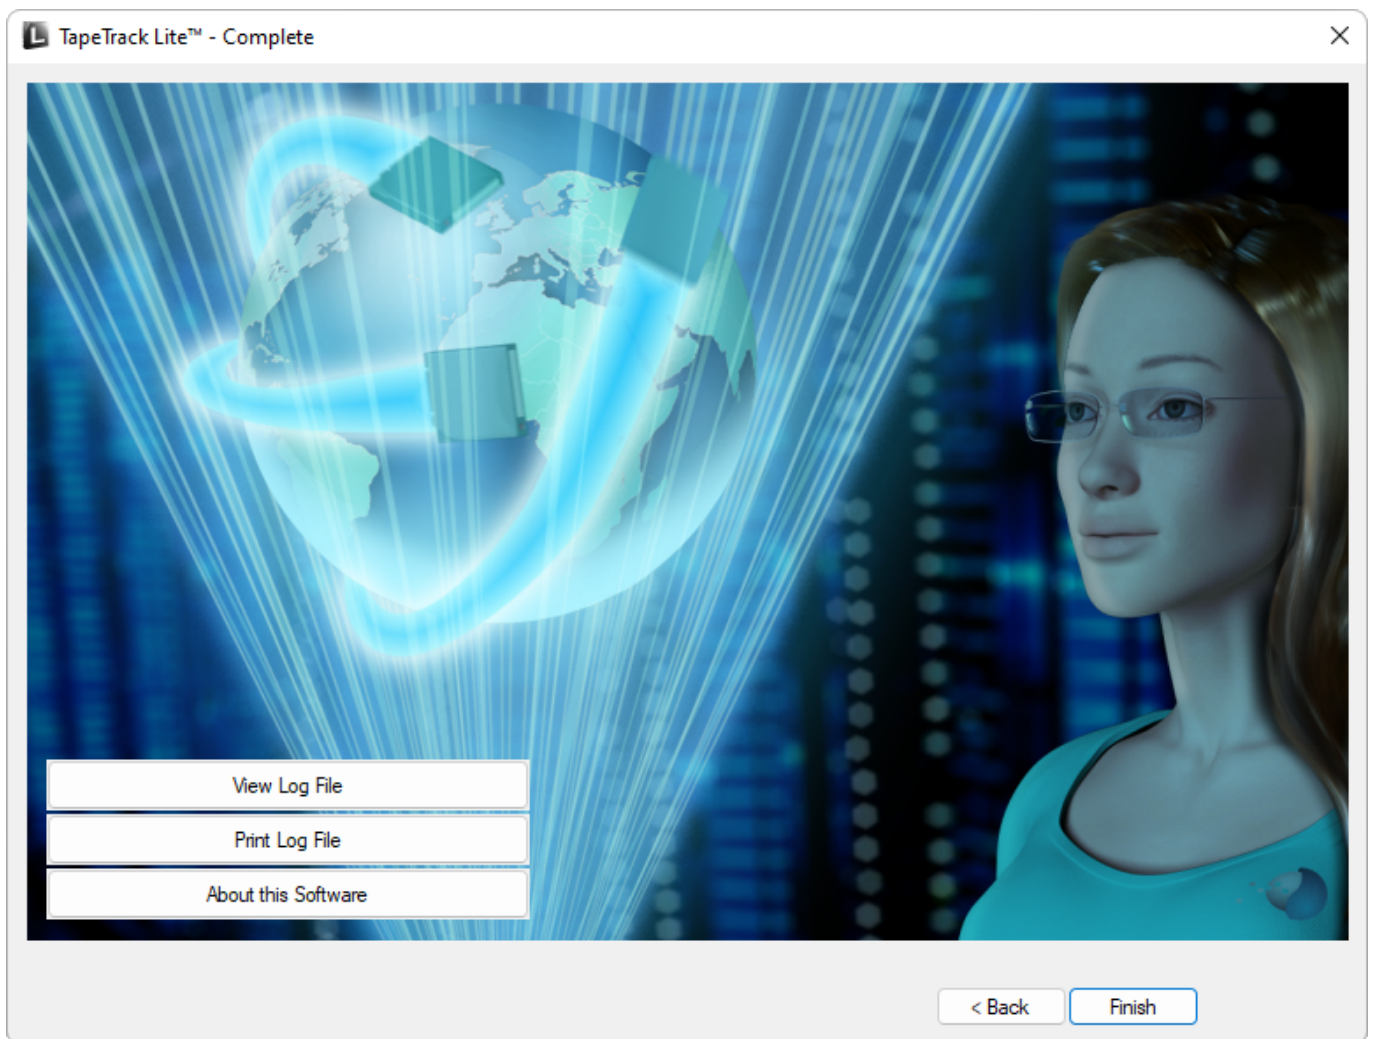 TapeTrack Lite™ - Complete
View Log File
Print Log File
About this Software
< Back
Finish